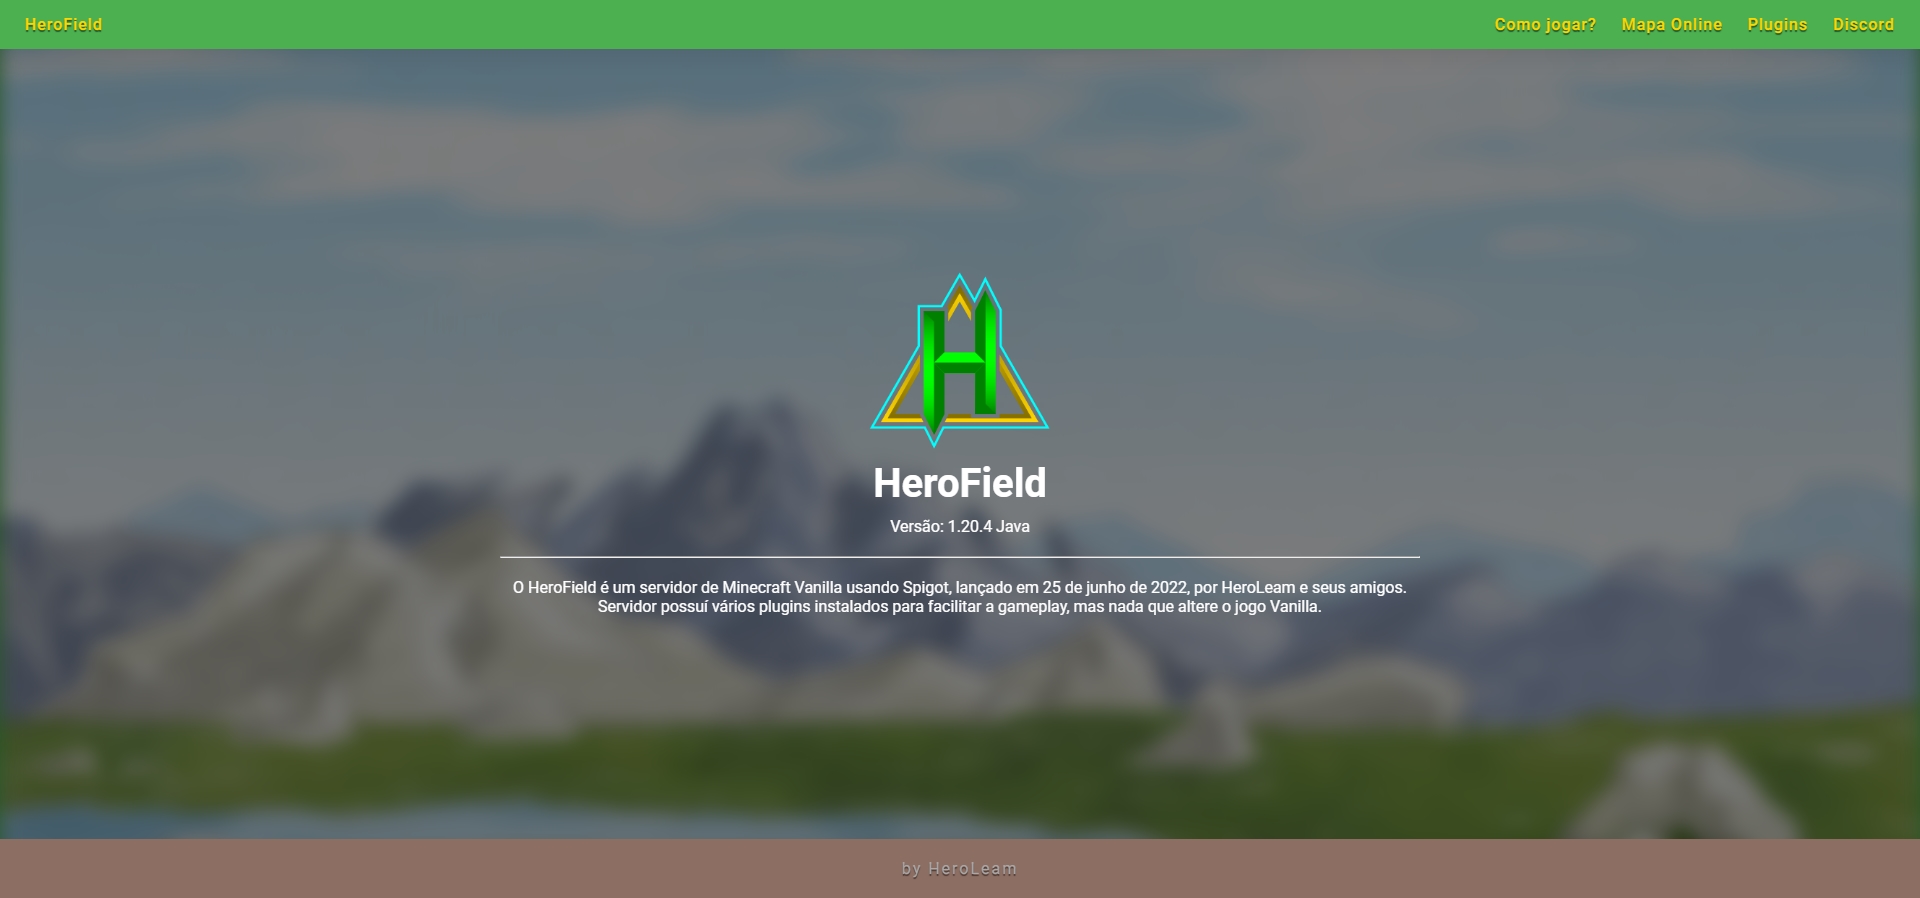 HeroField
Como jogar? Mapa Online Plugins Discord
H
HeroField
Versão: 1.20.4 Java
O HeroField é um servidor de Minecraft Vanilla usando Spigot, lançado em 25 de junho de 2022, por HeroLeam e seus amigos.
Servidor possuí vários plugins instalados para facilitar a gameplay, mas nada que altere o jogo Vanilla.
by HeroLeam